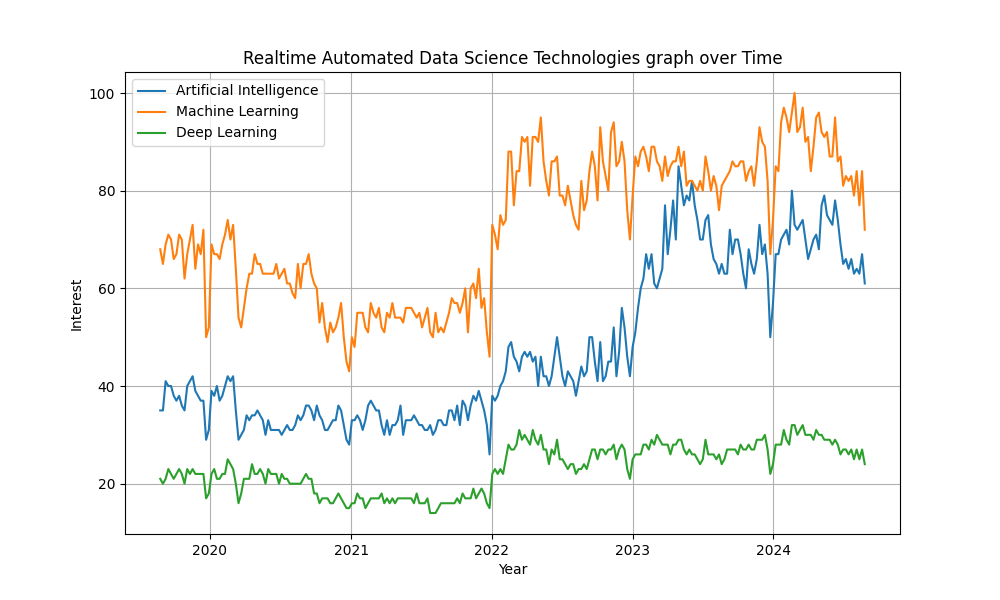 Realtime Automated Data Science Technologies graph over Time
Artificial Intelligence
Machine Learning
Deep Learning
100
80
60
40
20
Interest
2020 2021 2022 2023 2024
Year